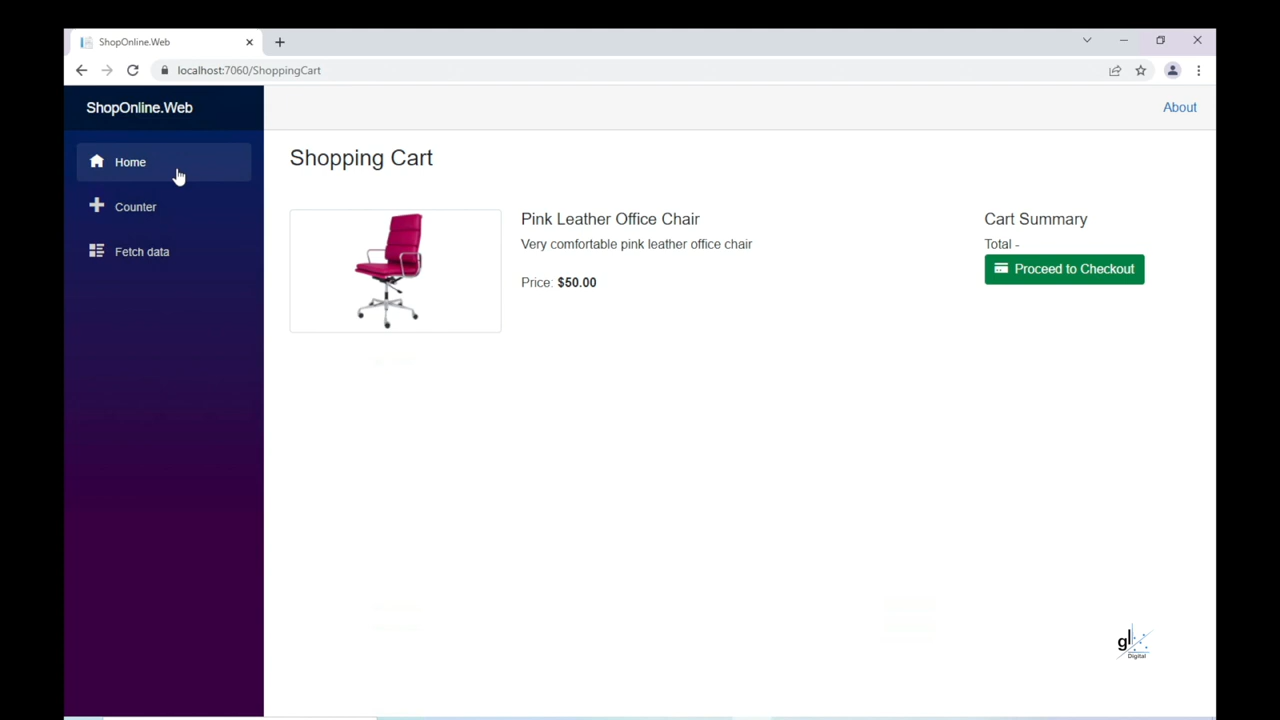 ShopOnline.Web
localhost:7060/ShoppingCart
ShopOnline.Web
About
Home
Counter
Fetch data
Shopping Cart
Pink Leather Office Chair
Very comfortable pink leather office chair
Price: $50.00
Cart Summary
Total -
Proceed to Checkout
gl
Digital